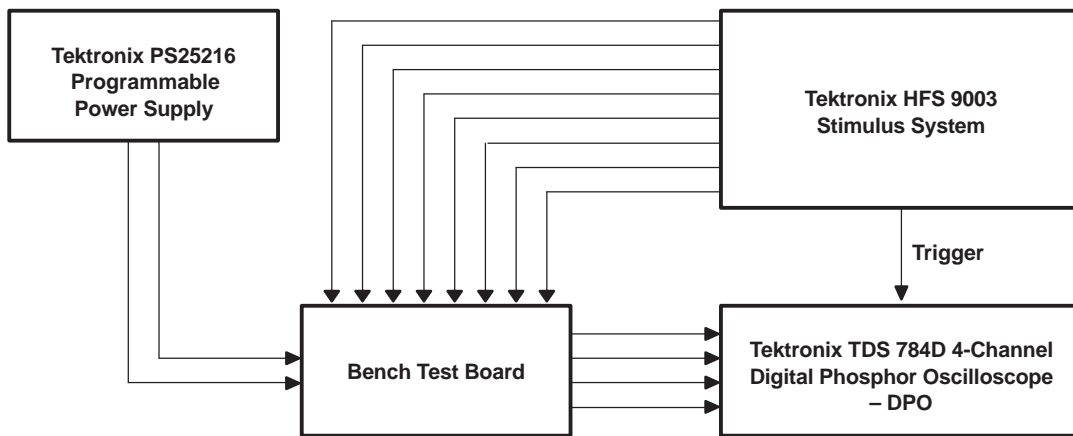 Tektronix PS25216
Programmable
Power Supply
Tektronix HFS 9003
Stimulus System
Trigger
Bench Test Board
Tektronix TDS 784D 4-Channel
Digital Phosphor Oscilloscope
– DPO